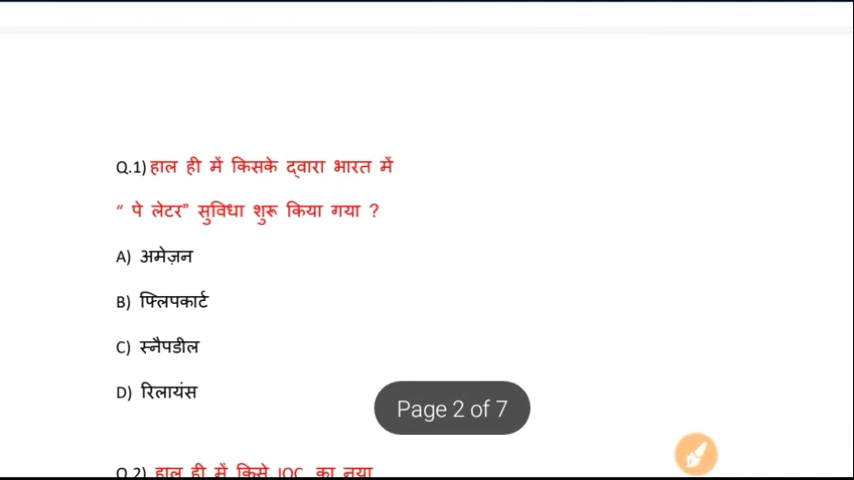 Q.1) हाल ही में किसके द्वारा भारत में
“ पे लेटर” सुविधा शुरू किया गया ?
A) अमेज़न
B) फ्लिपकार्ट
C) स्नैपडील
D) रिलायंस
Page 2 of 7
Q.2) हाल ही में किसे IOC का नया